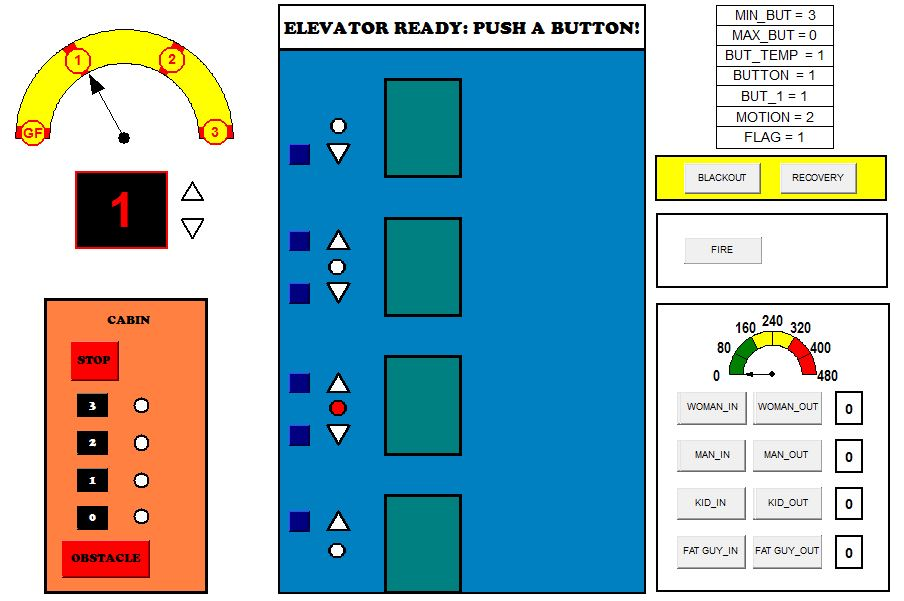 ELEVATOR READY: PUSH A BUTTON!
1
2
GF
3
1
CABIN
STOP
3
2
1
0
OBSTACLE
MIN_BUT = 3
MAX_BUT = 0
BUT_TEMP = 1
BUTTON = 1
BUT_1 = 1
MOTION = 2
FLAG = 1
BLACKOUT RECOVERY
FIRE
0 80 160 240 320 400 480
WOMAN_IN WOMAN_OUT 0
MAN_IN MAN_OUT 0
KID_IN KID_OUT 0
FAT GUY_IN FAT GUY_OUT 0